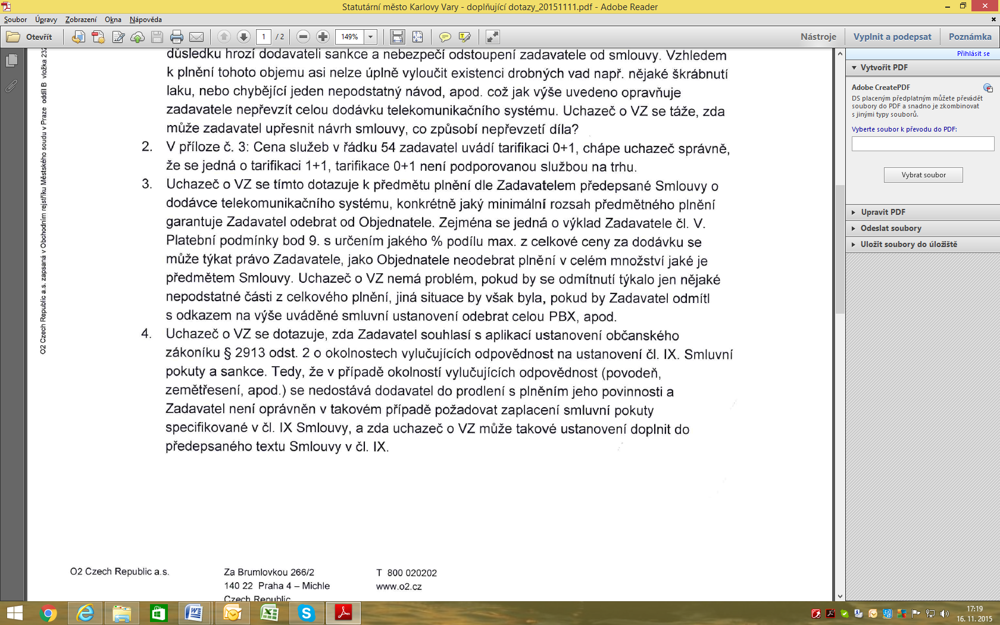 Statutární město Karlovy Vary - doplňující dotazy_20151111.pdf - Adobe Reader
Soubor Úpravy Zobrazení Okna Nápověda
Otevřít 1 / 2 149% Nástroje Vyplnit a podepsat Poznámka
O2 Czech Republic a.s. zapsaná v Obchodním rejstříku Městského soudu v Praze oddíl B vložka 232
důsledku hrozí dodavateli sankce a nebezpečí odstoupení zadavatele od smlouvy. Vzhledem
k plnění tohoto objemu asi nelze úplně vyloučit existenci drobných vad např. nějaké škrábnutí
laku, nebo chybějící jeden nepodstatný návod, apod. což jak výše uvedeno opravňuje
zadavatele nepřevzít celou dodávku telekomunikačního systému. Uchazeč o VZ se táže, zda
může zadavatel upřesnit návrh smlouvy, co způsobí nepřevzetí díla?
2. V příloze č. 3: Cena služeb v řádku 54 zadavatel uvádí tarifikaci 0+1, chápe uchazeč správně,
že se jedná o tarifikaci 1+1, tarifikace 0+1 není podporovanou službou na trhu.
3. Uchazeč o VZ se tímto dotazuje k předmětu plnění dle Zadavatelem předepsané Smlouvy o
dodávce telekomunikačního systému, konkrétně jaký minimální rozsah předmětného plnění
garantuje Zadavatel odebrat od Objednatele. Zejména se jedná o výklad Zadavatele čl. V.
Platební podmínky bod 9. s určením jakého % podílu max. z celkové ceny za dodávku se
může týkat právo Zadavatele, jako Objednatele neodebrat plnění v celém množství jaké je
předmětem Smlouvy. Uchazeč o VZ nemá problém, pokud by se odmítnutí týkalo jen nějaké
nepodstatné části z celkového plnění, jiná situace by však byla, pokud by Zadavatel odmítl
s odkazem na výše uváděné smluvní ustanovení odebrat celou PBX, apod.
4. Uchazeč o VZ se dotazuje, zda Zadavatel souhlasí s aplikací ustanovení občanského
zákoníku § 2913 odst. 2 o okolnostech vylučujících odpovědnost na ustanovení čl. IX. Smluvní
pokuty a sankce. Tedy, že v případě okolností vylučujících odpovědnost (povodeň,
zemětřesení, apod.) se nedostává dodavatel do prodlení s plněním jeho povinnosti a
Zadavatel není oprávněn v takovém případě požadovat zaplacení smluvní pokuty
specifikované v čl. IX Smlouvy, a zda uchazeč o VZ může takové ustanovení doplnit do
předepsaného textu Smlouvy v čl. IX.
O2 Czech Republic a.s. Za Brumlovkou 266/2 T 800 020202
140 22 Praha 4 – Michle www.o2.cz
Czech Republic
Přihlásit se
Vytvořit PDF
Adobe CreatePDF
DS placeným předplatným můžete převádět
soubory do PDF a snadno je zkombinovat
s jinými typy souborů.
Vyberte soubor k převodu do PDF:
Vybrat soubor
Upravit PDF
Odeslat soubory
Uložit soubory do úložiště
17:19
16. 11. 2015